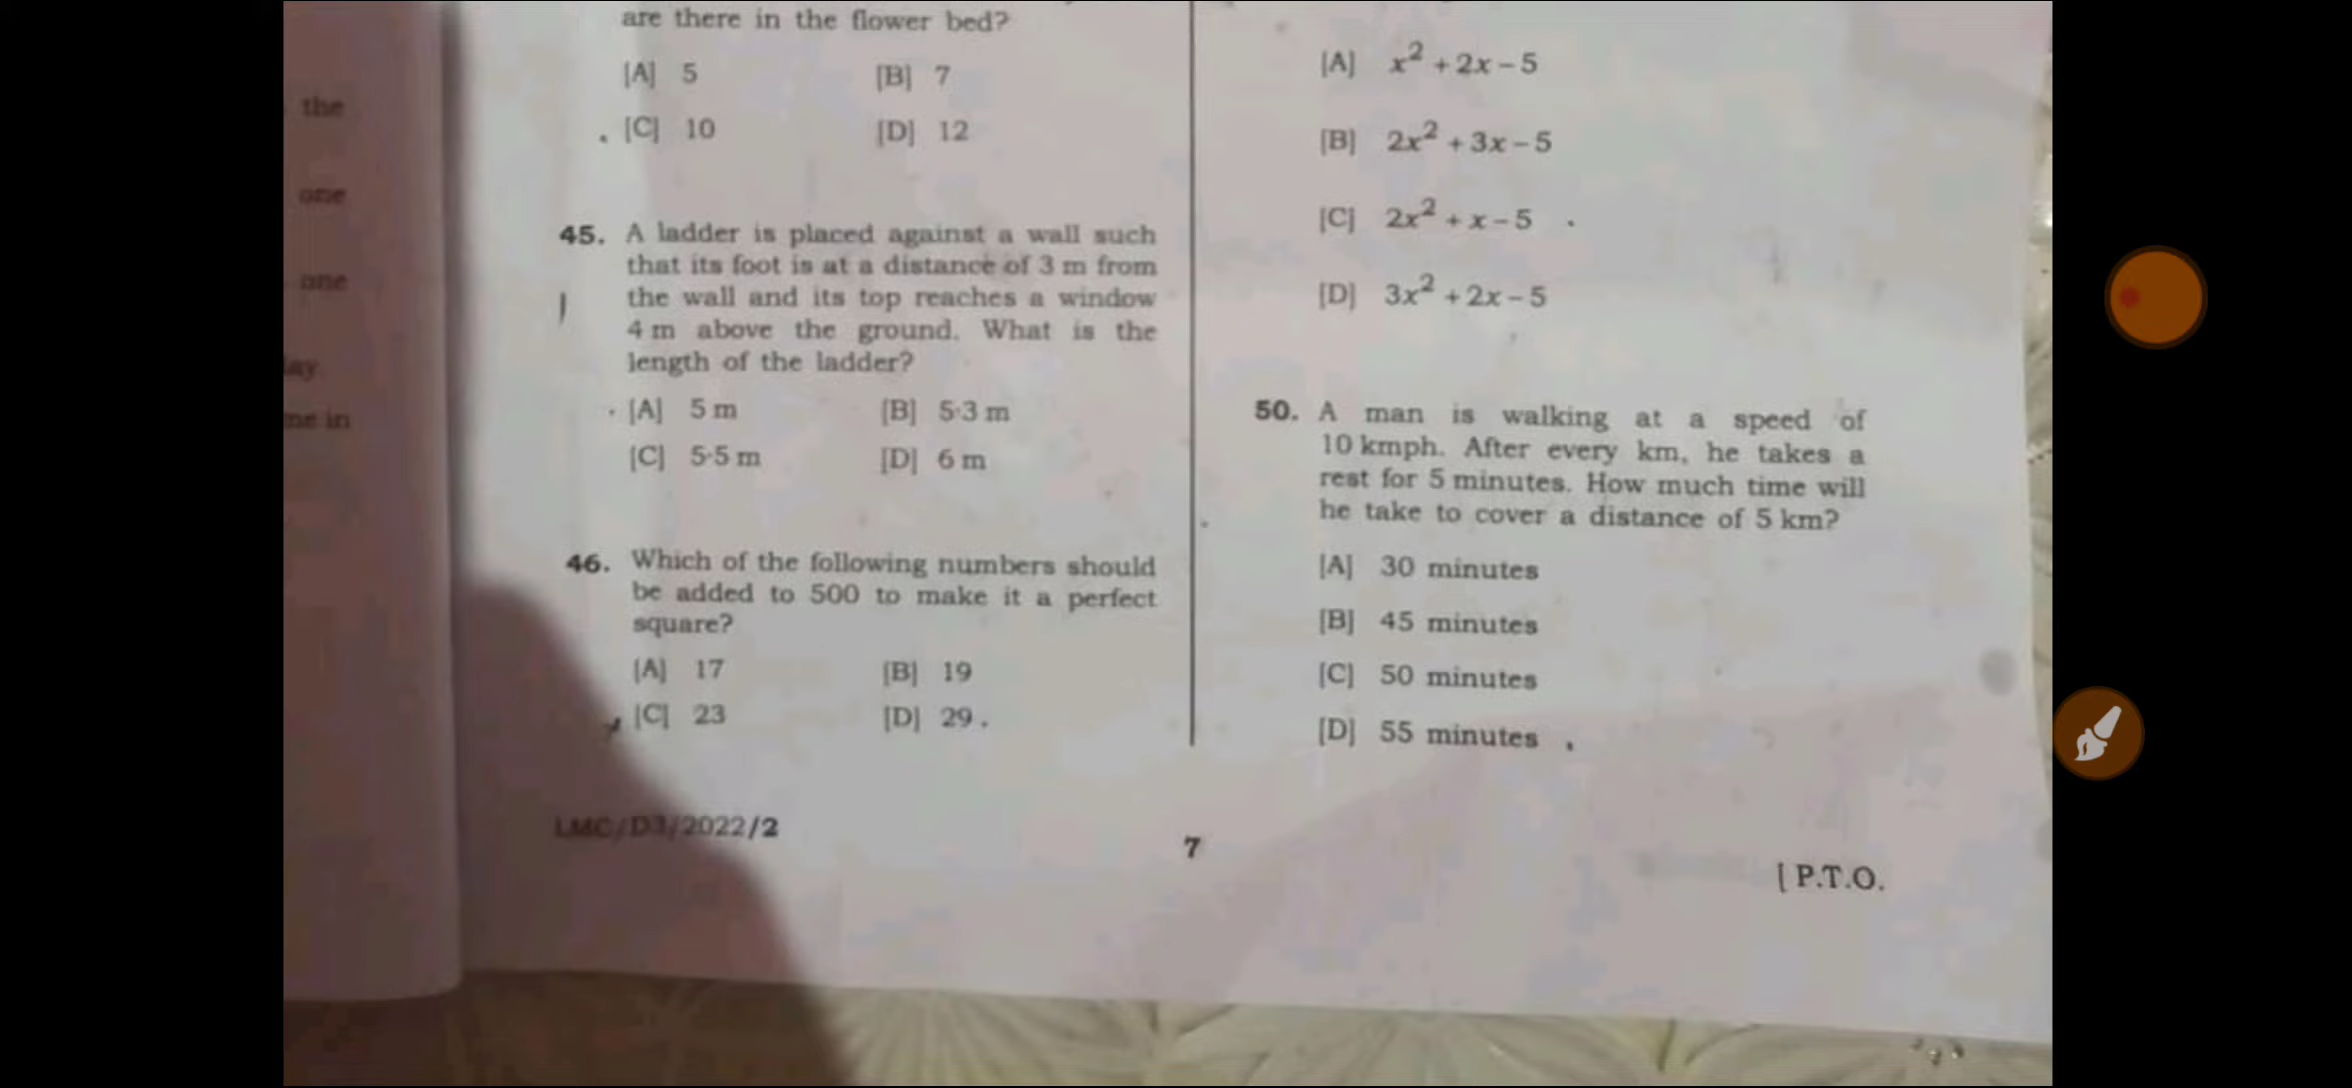 the
one
one
lay
me in
are there in the flower bed?
[A] 5 [B] 7
[C] 10 [D] 12
45. A ladder is placed against a wall such
that its foot is at a distance of 3 m from
the wall and its top reaches a window
4 m above the ground. What is the
length of the ladder?
[A] 5 m [B] 5·3 m
[C] 5·5 m [D] 6 m
46. Which of the following numbers should
be added to 500 to make it a perfect
square?
[A] 17 [B] 19
[C] 23 [D] 29
LMC/D3/2022/2
[A] x² + 2x – 5
[B] 2x² + 3x – 5
[C] 2x² + x – 5
[D] 3x² + 2x – 5
50. A man is walking at a speed of
10 kmph. After every km, he takes a
rest for 5 minutes. How much time will
he take to cover a distance of 5 km?
[A] 30 minutes
[B] 45 minutes
[C] 50 minutes
[D] 55 minutes
7
[ P.T.O.